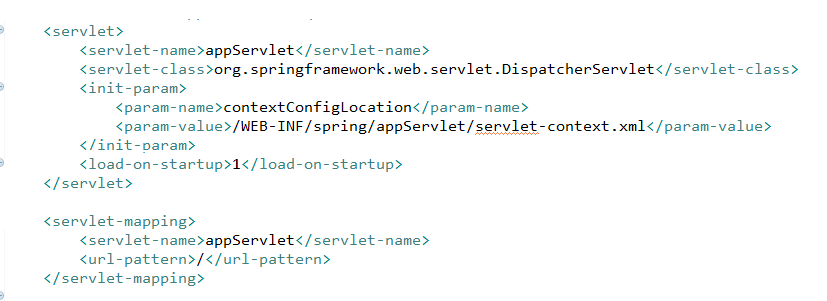 <servlet>
<servlet-name>appServlet</servlet-name>
<servlet-class>org.springframework.web.servlet.DispatcherServlet</servlet-class>
<init-param>
<param-name>contextConfigLocation</param-name>
<param-value>/WEB-INF/spring/appServlet/servlet-context.xml</param-value>
</init-param>
<load-on-startup>1</load-on-startup>
</servlet>
<servlet-mapping>
<servlet-name>appServlet</servlet-name>
<url-pattern>/</url-pattern>
</servlet-mapping>